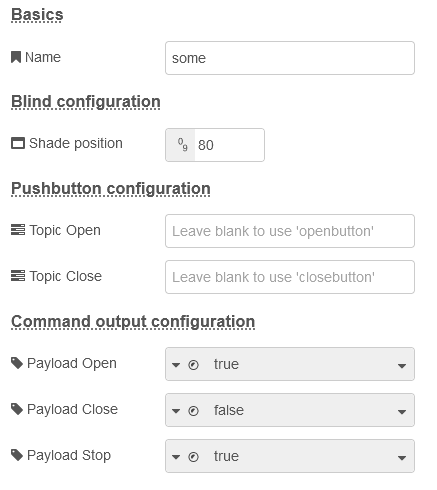 Basics
Name some
Blind configuration
Shade position 09 80
Pushbutton configuration
Topic Open Leave blank to use 'openbutton'
Topic Close Leave blank to use 'closebutton'
Command output configuration
Payload Open true
Payload Close false
Payload Stop true